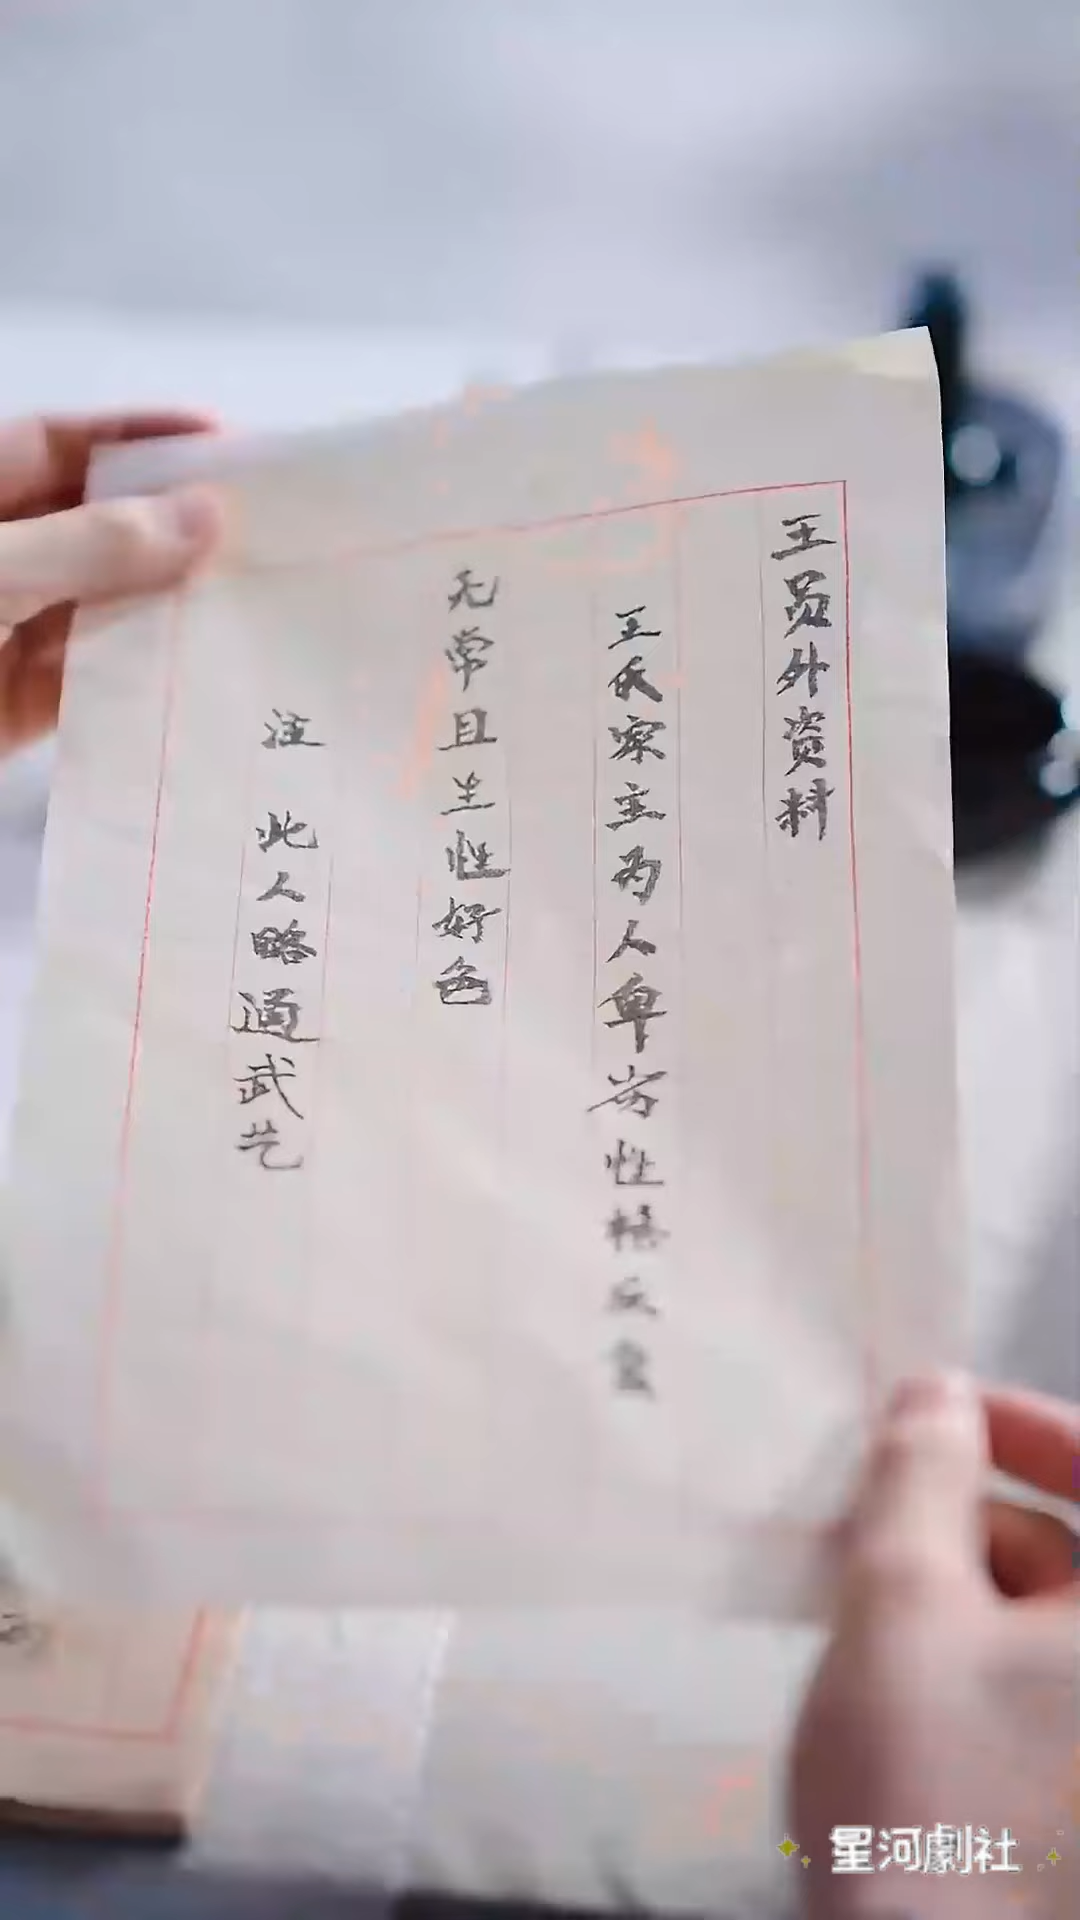 王员外资料
王氏家主为人卑劣性格反复
无常且生性好色
注 此人略通武艺
星河劇社